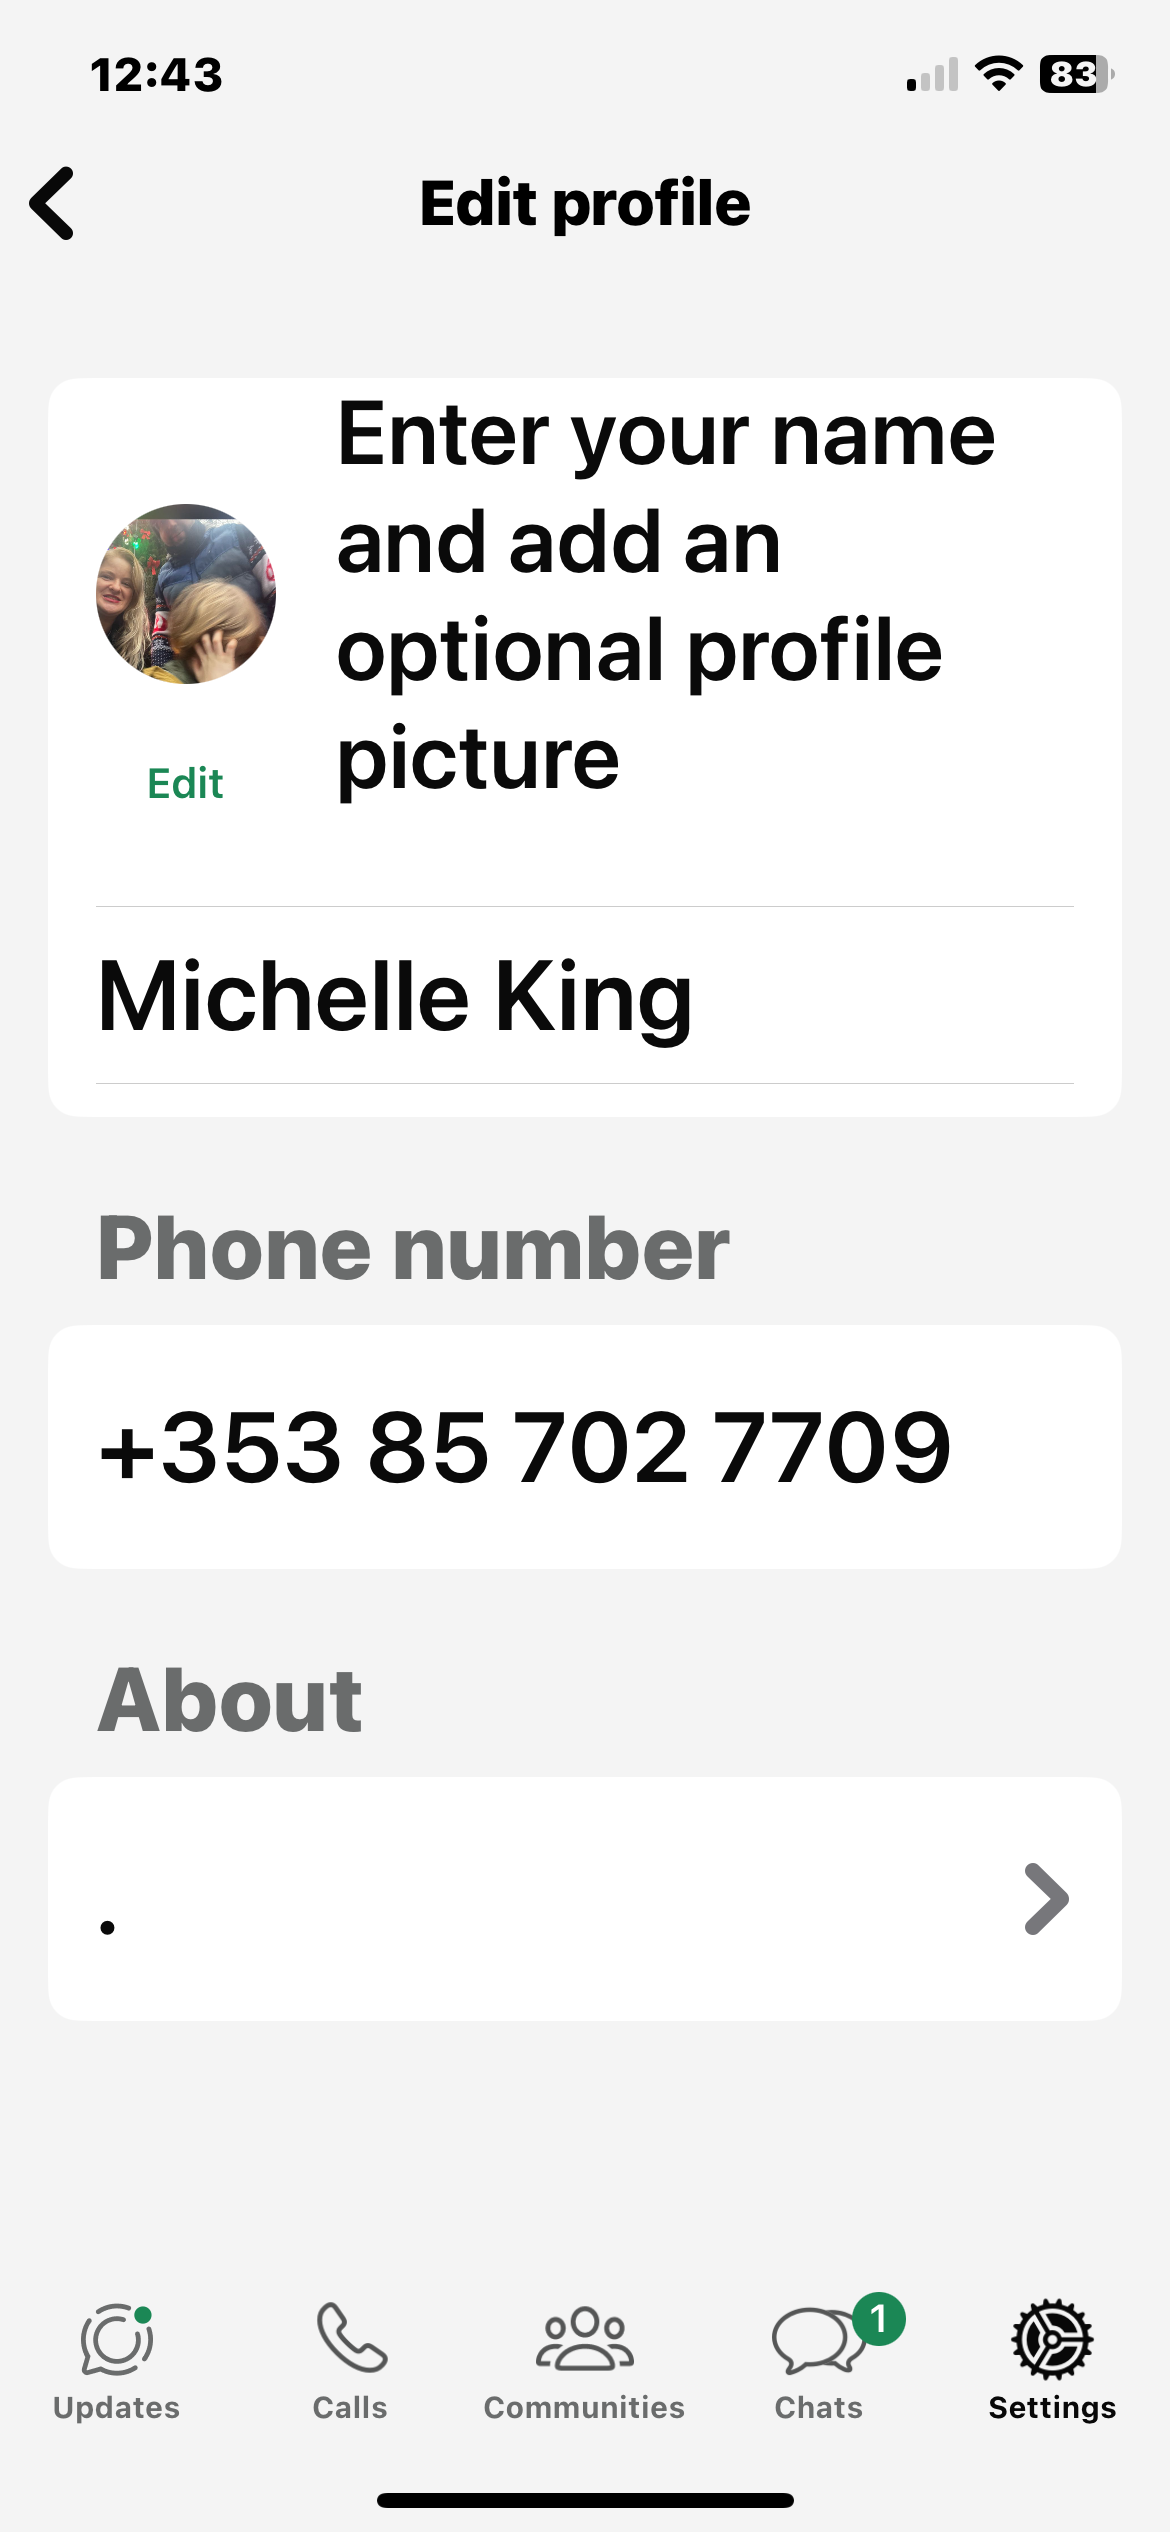 12:43
83
Edit profile
Enter your name
and add an
optional profile
picture
Edit
Michelle King
Phone number
+353 85 702 7709
About
.
1
Updates
Calls
Communities
Chats
Settings